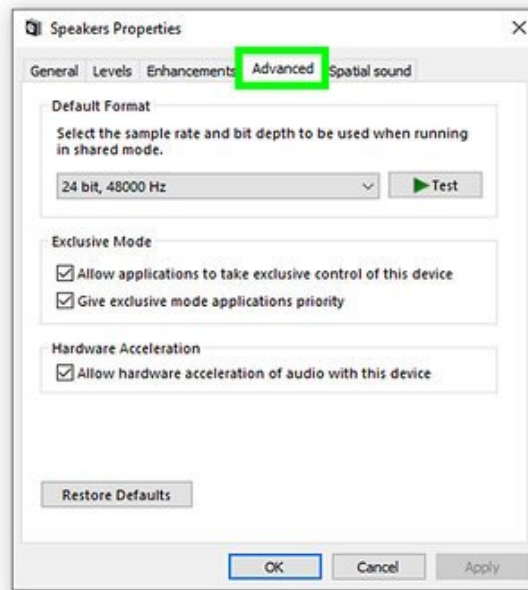 Speakers Properties
General Levels Enhancements Advanced Spatial sound
Default Format
Select the sample rate and bit depth to be used when running
in shared mode.
24 bit, 48000 Hz
Test
Exclusive Mode
Allow applications to take exclusive control of this device
Give exclusive mode applications priority
Hardware Acceleration
Allow hardware acceleration of audio with this device
Restore Defaults
OK Cancel Apply